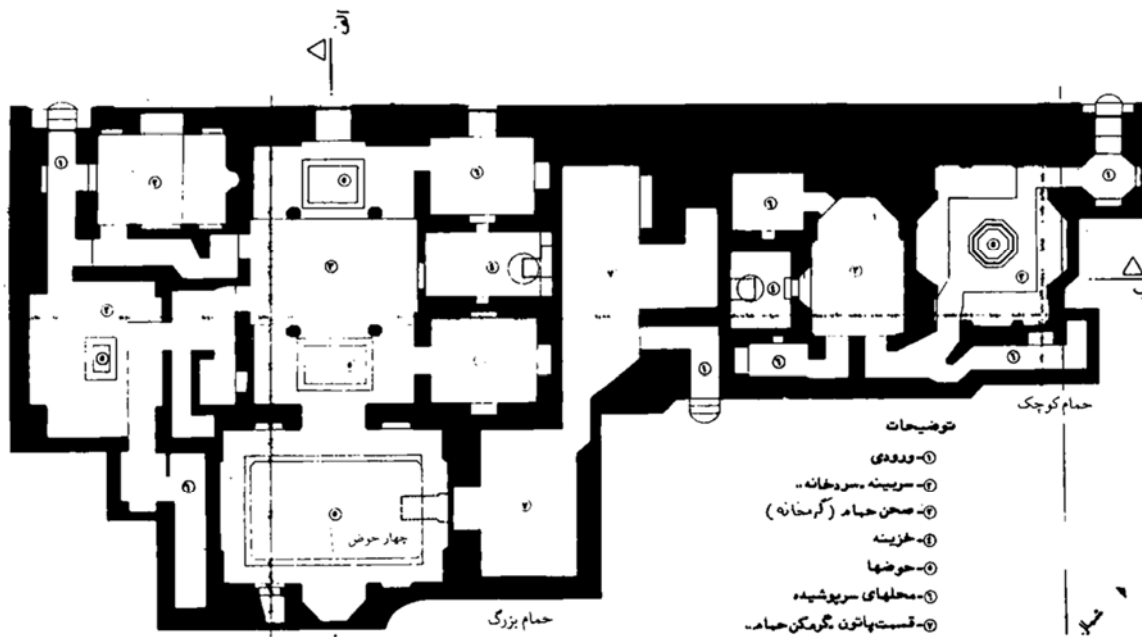 الف
ب
چهار حوض
حمام بزرگ
حمام کوچک
توضیحات
۱-ورودی
۲-سربینه-سردخانه..
۳-صحن حمام (گرمخانه)
۴-خزینه
۵-حوضها
۶-محلهای سرپوشیده
۷-قسمت پاتون-گرمکن حمام..